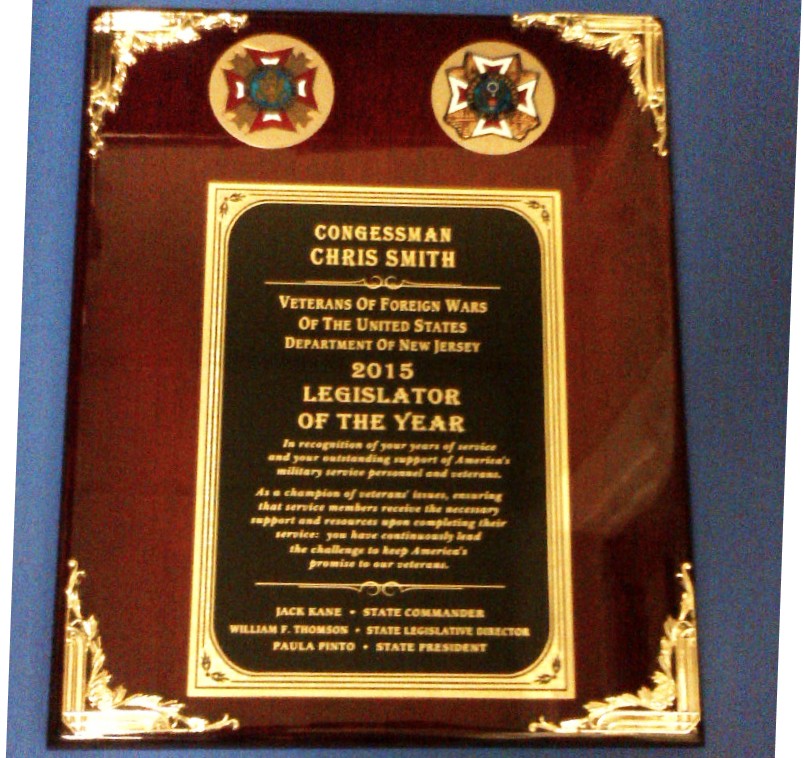 CONGESSMAN
CHRIS SMITH
VETERANS OF FOREIGN WARS
OF THE UNITED STATES
DEPARTMENT OF NEW JERSEY
2015
LEGISLATOR
OF THE YEAR
In recognition of your years of service
and your outstanding support of America's
military service personnel and veterans.
As a champion of veterans' issues, ensuring
that service members receive the necessary
support and resources upon completing their
service: you have continuously lead
the challenge to keep America's
promise to our veterans.
JACK KANE • STATE COMMANDER
WILLIAM F. THOMSON • STATE LEGISLATIVE DIRECTOR
PAULA PINTO • STATE PRESIDENT